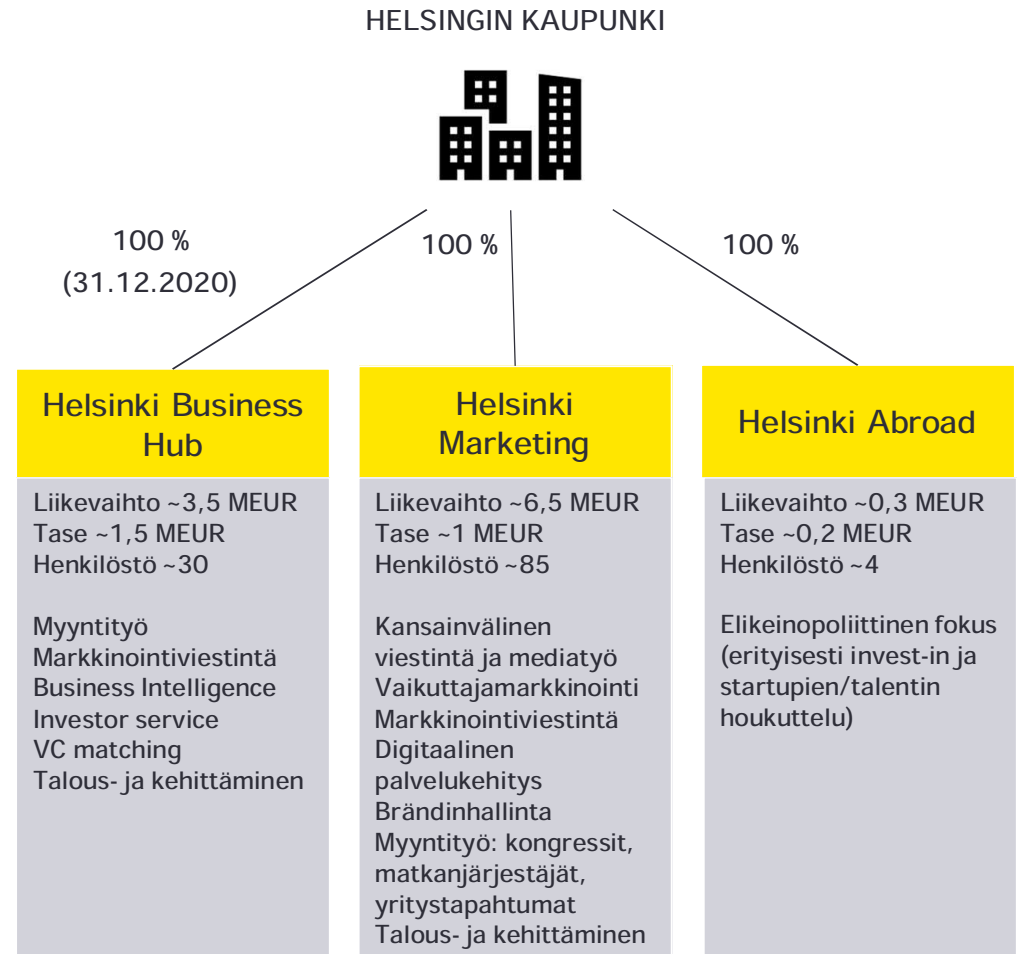 HELSINGIN KAUPUNKI
100 %
(31.12.2020)
100 %
100 %
Helsinki Business
Hub
Liikevaihto ~3,5 MEUR
Tase ~1,5 MEUR
Henkilöstö ~30
Myyntityö
Markkinointiviestintä
Business Intelligence
Investor service
VC matching
Talous- ja kehittäminen
Helsinki
Marketing
Liikevaihto ~6,5 MEUR
Tase ~1 MEUR
Henkilöstö ~85
Kansainvälinen
viestintä ja mediatyö
Vaikuttajamarkkinointi
Markkinointiviestintä
Digitaalinen
palvelukehitys
Brändinhallinta
Myyntityö: kongressit,
matkanjärjestäjät,
yritystapahtumat
Talous- ja kehittäminen
Helsinki Abroad
Liikevaihto ~0,3 MEUR
Tase ~0,2 MEUR
Henkilöstö ~4
Elikeinopoliittinen fokus
(erityisesti invest-in ja
startupien/talentin
houkuttelu)